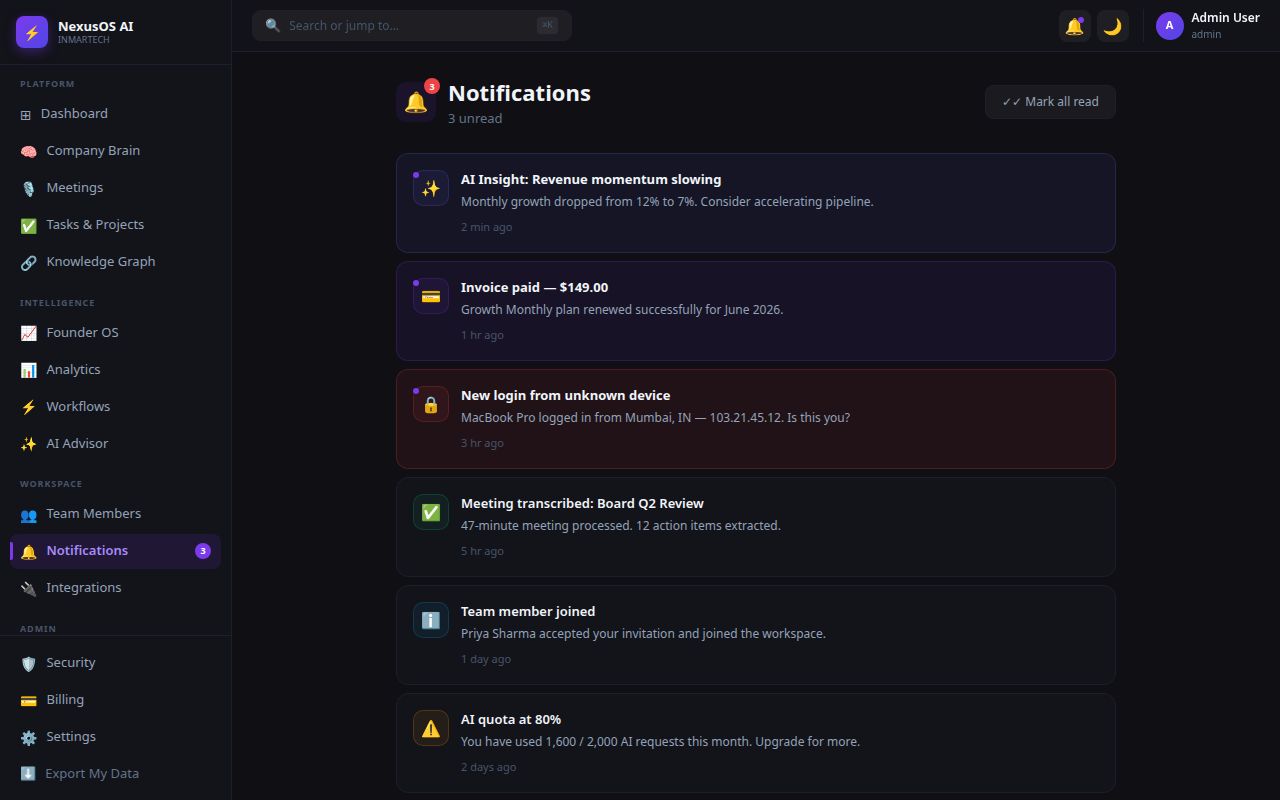 NexusOS AI
INMARTECH
PLATFORM
Dashboard
Company Brain
Meetings
Tasks & Projects
Knowledge Graph
INTELLIGENCE
Founder OS
Analytics
Workflows
AI Advisor
WORKSPACE
Team Members
Notifications 3
Integrations
ADMIN
Security
Billing
Settings
Export My Data
Search or jump to... ⌘K
A
Admin User
admin
3
Notifications
3 unread
✓✓ Mark all read
AI Insight: Revenue momentum slowing
Monthly growth dropped from 12% to 7%. Consider accelerating pipeline.
2 min ago
Invoice paid — $149.00
Growth Monthly plan renewed successfully for June 2026.
1 hr ago
New login from unknown device
MacBook Pro logged in from Mumbai, IN — 103.21.45.12. Is this you?
3 hr ago
Meeting transcribed: Board Q2 Review
47-minute meeting processed. 12 action items extracted.
5 hr ago
Team member joined
Priya Sharma accepted your invitation and joined the workspace.
1 day ago
AI quota at 80%
You have used 1,600 / 2,000 AI requests this month. Upgrade for more.
2 days ago